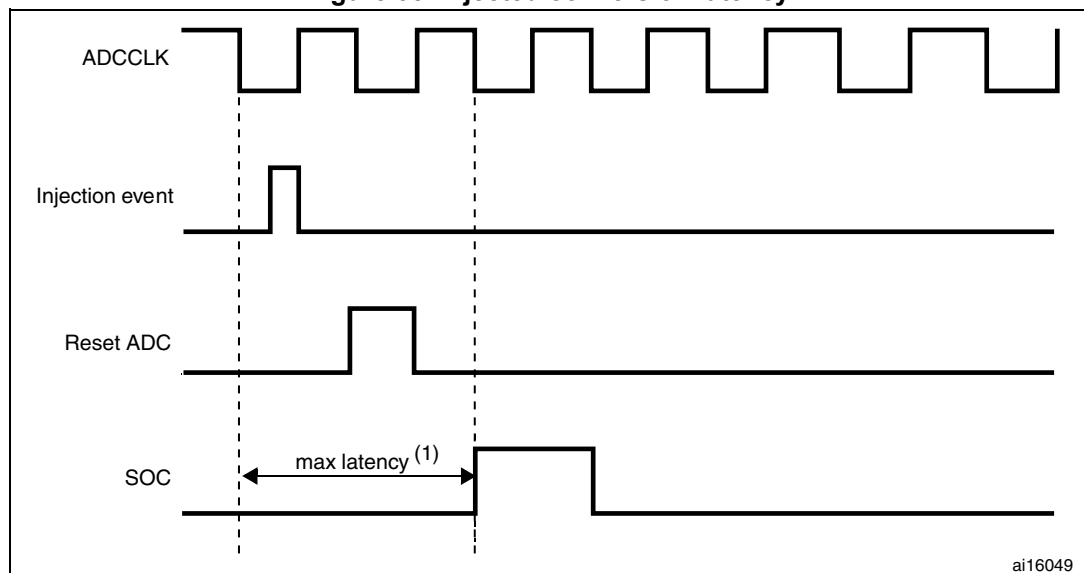 ADCCLK
Injection event
Reset ADC
max latency (1)
SOC
ai16049